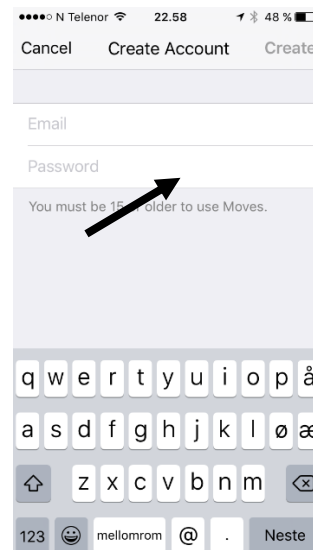 N Telenor 22.58 48 %
Cancel Create Account Create
Email
Password
You must be 15 or older to use Moves.
q w e r t y u i o p å
a s d f g h j k l ø æ
z x c v b n m
123 mellomrom @ . Neste